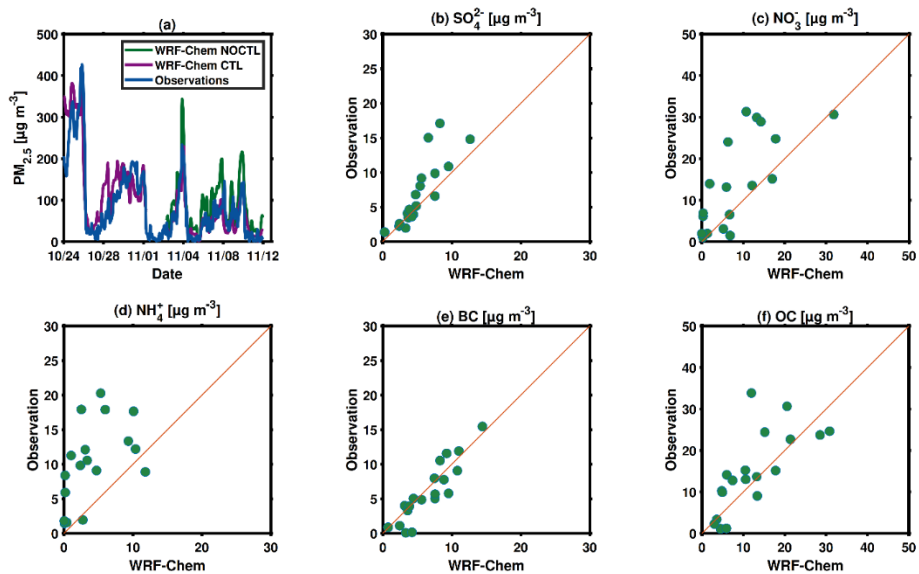 (a)
PM2.5 [µg m-3]
500
400
300
200
100
0
WRF-Chem NOCTL
WRF-Chem CTL
Observations
10/24 10/28 11/01 11/04 11/08 11/12
Date
(b) SO₄²⁻ [µg m-3]
Observation
30
25
20
15
10
5
0
0 10 20 30
WRF-Chem
(c) NO₃⁻ [µg m-3]
Observation
50
40
30
20
10
0
0 10 20 30 40 50
WRF-Chem
(d) NH₄⁺ [µg m-3]
Observation
30
25
20
15
10
5
0
0 10 20 30
WRF-Chem
(e) BC [µg m-3]
Observation
30
25
20
15
10
5
0
0 10 20 30
WRF-Chem
(f) OC [µg m-3]
Observation
50
40
30
20
10
0
0 10 20 30 40 50
WRF-Chem